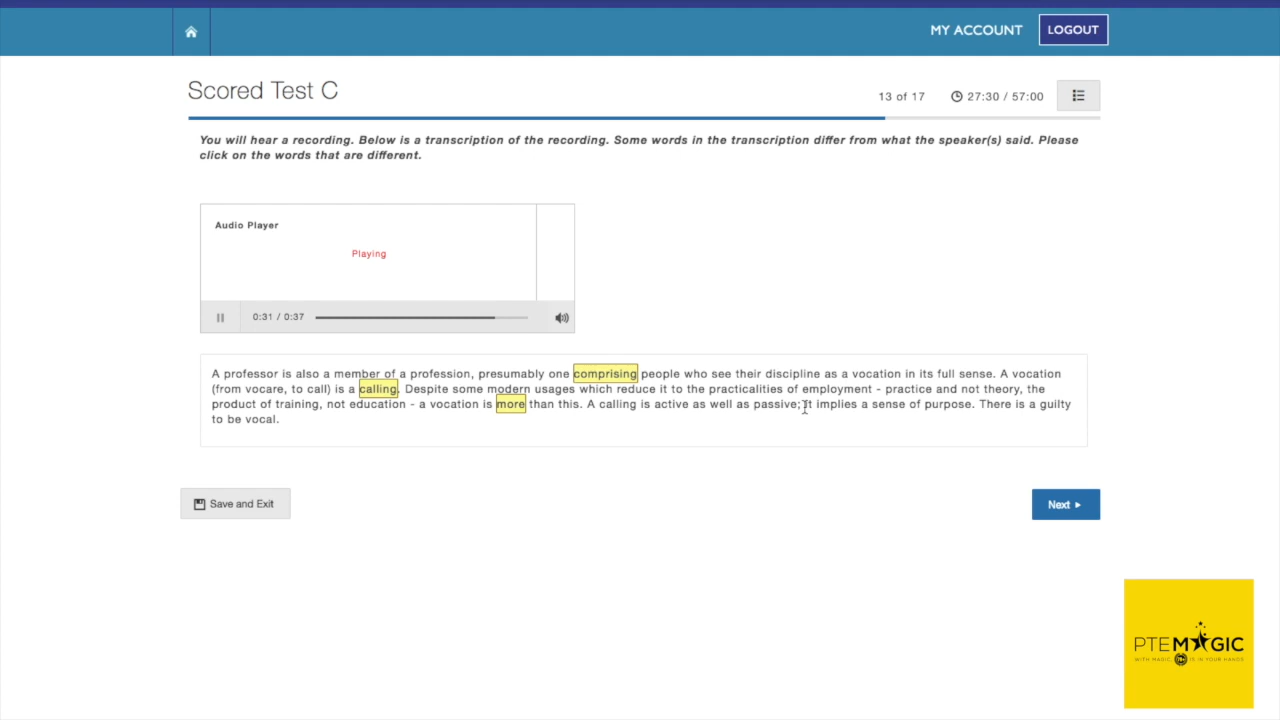 MY ACCOUNT
LOGOUT
Scored Test C
13 of 17
27:30 / 57:00
You will hear a recording. Below is a transcription of the recording. Some words in the transcription differ from what the speaker(s) said. Please
click on the words that are different.
Audio Player
Playing
0:31 / 0:37
A professor is also a member of a profession, presumably one comprising people who see their discipline as a vocation in its full sense. A vocation
(from vocare, to call) is a calling. Despite some modern usages which reduce it to the practicalities of employment - practice and not theory, the
product of training, not education - a vocation is more than this. A calling is active as well as passive; it implies a sense of purpose. There is a guilty
to be vocal.
Save and Exit
Next
PTEMAGIC
WITH MAGIC, IS IN YOUR HANDS